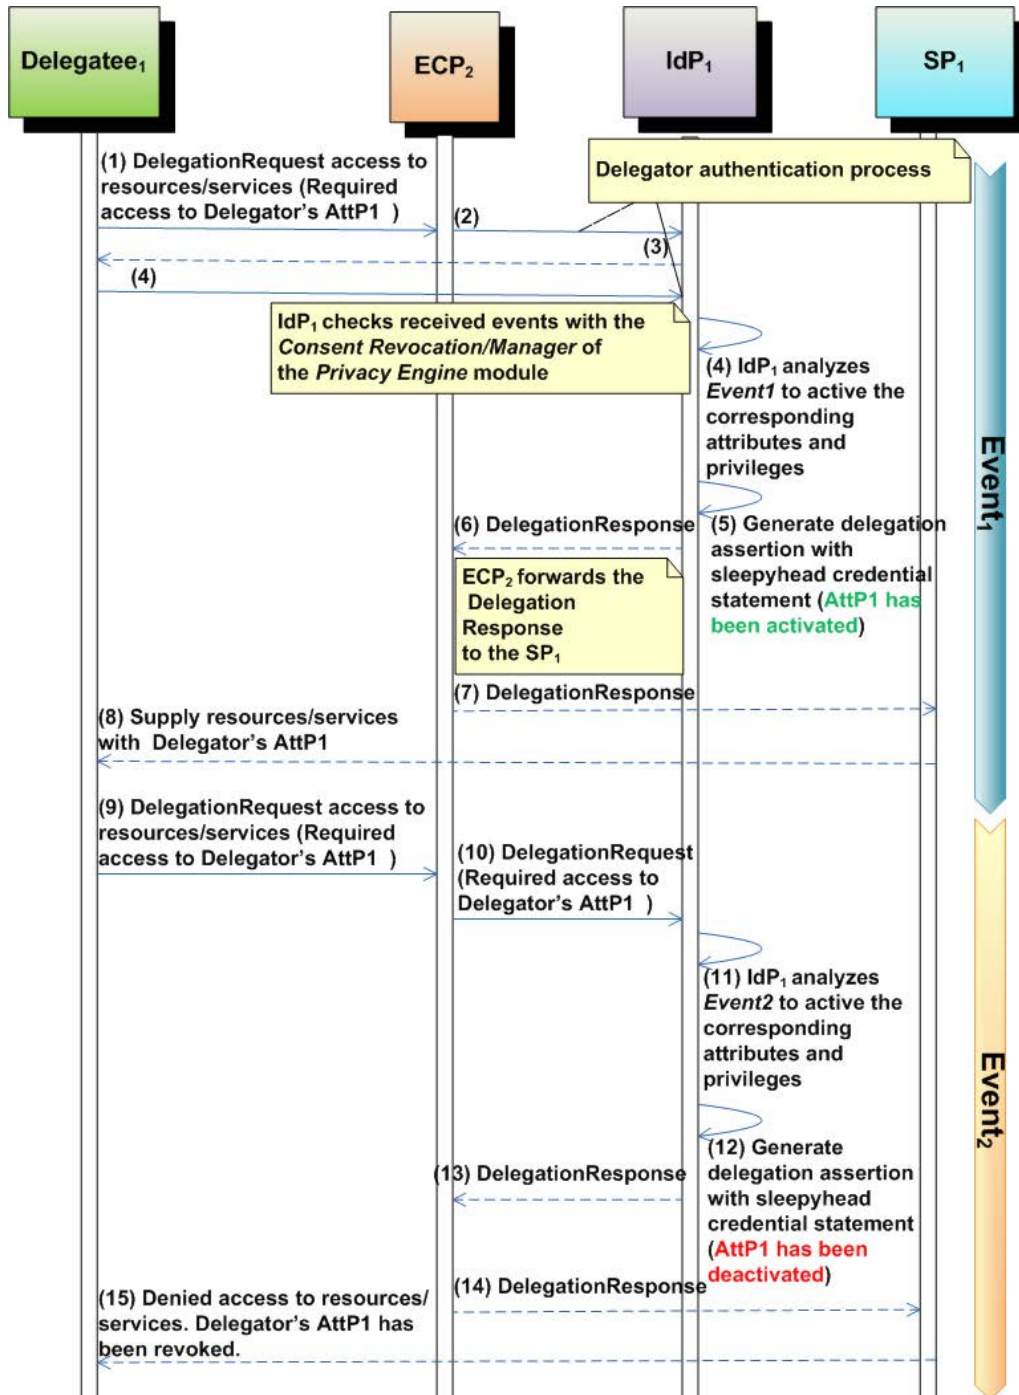 Delegatee₁
ECP₂
IdP₁
SP₁
(1) DelegationRequest access to
resources/services (Required
access to Delegator's AttP1 )
Delegator authentication process
(2)
(3)
(4)
IdP₁ checks received events with the
Consent Revocation/Manager of
the Privacy Engine module
(4) IdP₁ analyzes
Event1 to active the
corresponding
attributes and
privileges
Event₁
(6) DelegationResponse
(5) Generate delegation
assertion with
sleepyhead credential
statement (AttP1 has
been activated)
ECP₂ forwards the
Delegation
Response
to the SP₁
(7) DelegationResponse
(8) Supply resources/services
with Delegator's AttP1
(9) DelegationRequest access to
resources/services (Required
access to Delegator's AttP1 )
(10) DelegationRequest
(Required access to
Delegator's AttP1 )
(11) IdP₁ analyzes
Event2 to active the
corresponding
attributes and
privileges
Event₂
(12) Generate
delegation assertion
with sleepyhead
credential statement
(AttP1 has been
deactivated)
(13) DelegationResponse
(14) DelegationResponse
(15) Denied access to resources/
services. Delegator's AttP1 has
been revoked.